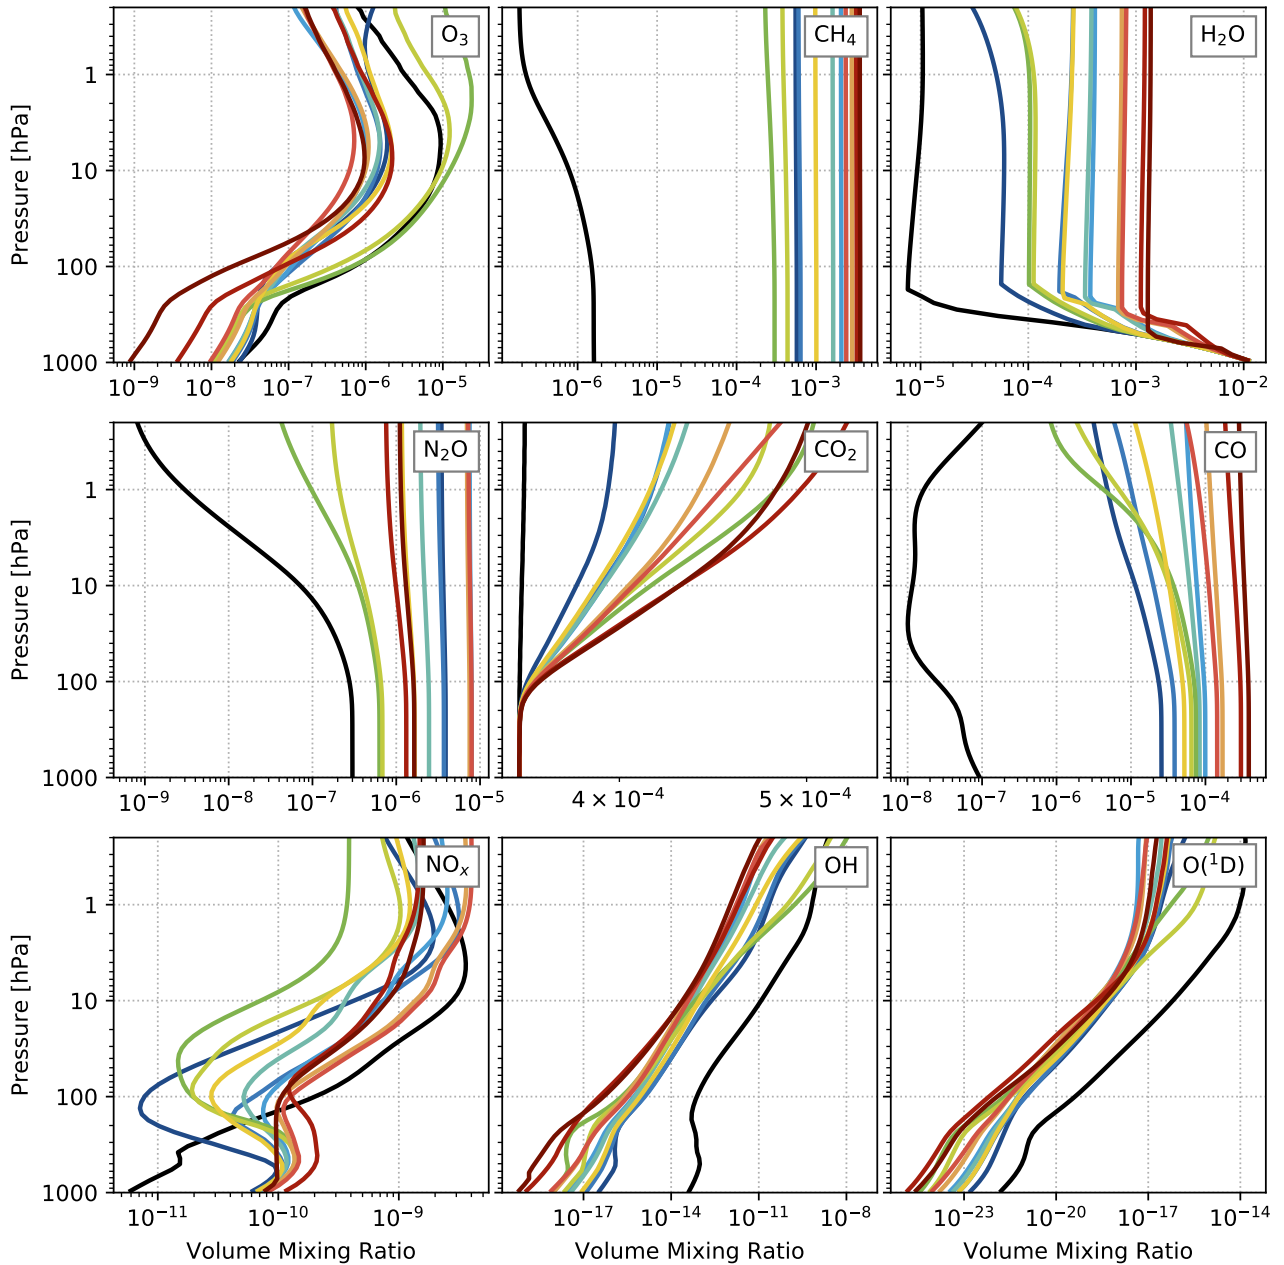 O₃
CH₄
H₂O
Pressure [hPa]
1
10
100
1000
10⁻⁹
10⁻⁸
10⁻⁷
10⁻⁶
10⁻⁵
10⁻⁶
10⁻⁵
10⁻⁴
10⁻³
10⁻⁵
10⁻⁴
10⁻³
10⁻²
N₂O
CO₂
CO
Pressure [hPa]
1
10
100
1000
10⁻⁹
10⁻⁸
10⁻⁷
10⁻⁶
10⁻⁵
4 × 10⁻⁴
5 × 10⁻⁴
10⁻⁸
10⁻⁷
10⁻⁶
10⁻⁵
10⁻⁴
NOₓ
OH
O(¹D)
Pressure [hPa]
1
10
100
1000
10⁻¹¹
10⁻¹⁰
10⁻⁹
10⁻¹⁷
10⁻¹⁴
10⁻¹¹
10⁻⁸
10⁻²³
10⁻²⁰
10⁻¹⁷
10⁻¹⁴
Volume Mixing Ratio
Volume Mixing Ratio
Volume Mixing Ratio